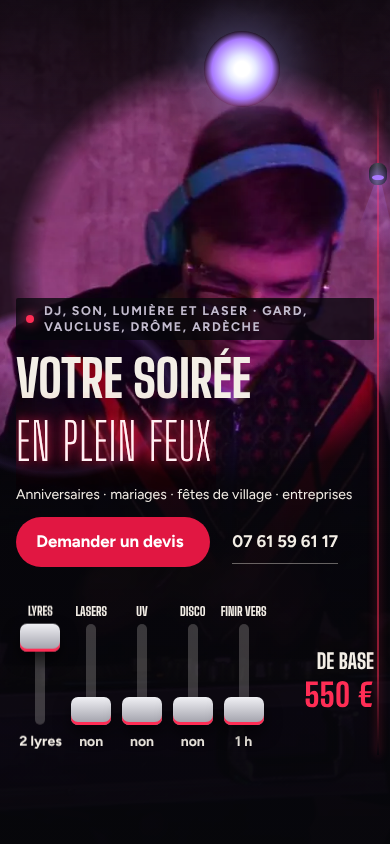 DJ, SON, LUMIÈRE ET LASER · GARD,
VAUCLUSE, DRÔME, ARDÈCHE
VOTRE SOIRÉE
EN PLEIN FEUX
Anniversaires · mariages · fêtes de village · entreprises
Demander un devis
07 61 59 61 17
LYRES
LASERS
UV
DISCO
FINIR VERS
DE BASE
550 €
2 lyres
non
non
non
1 h